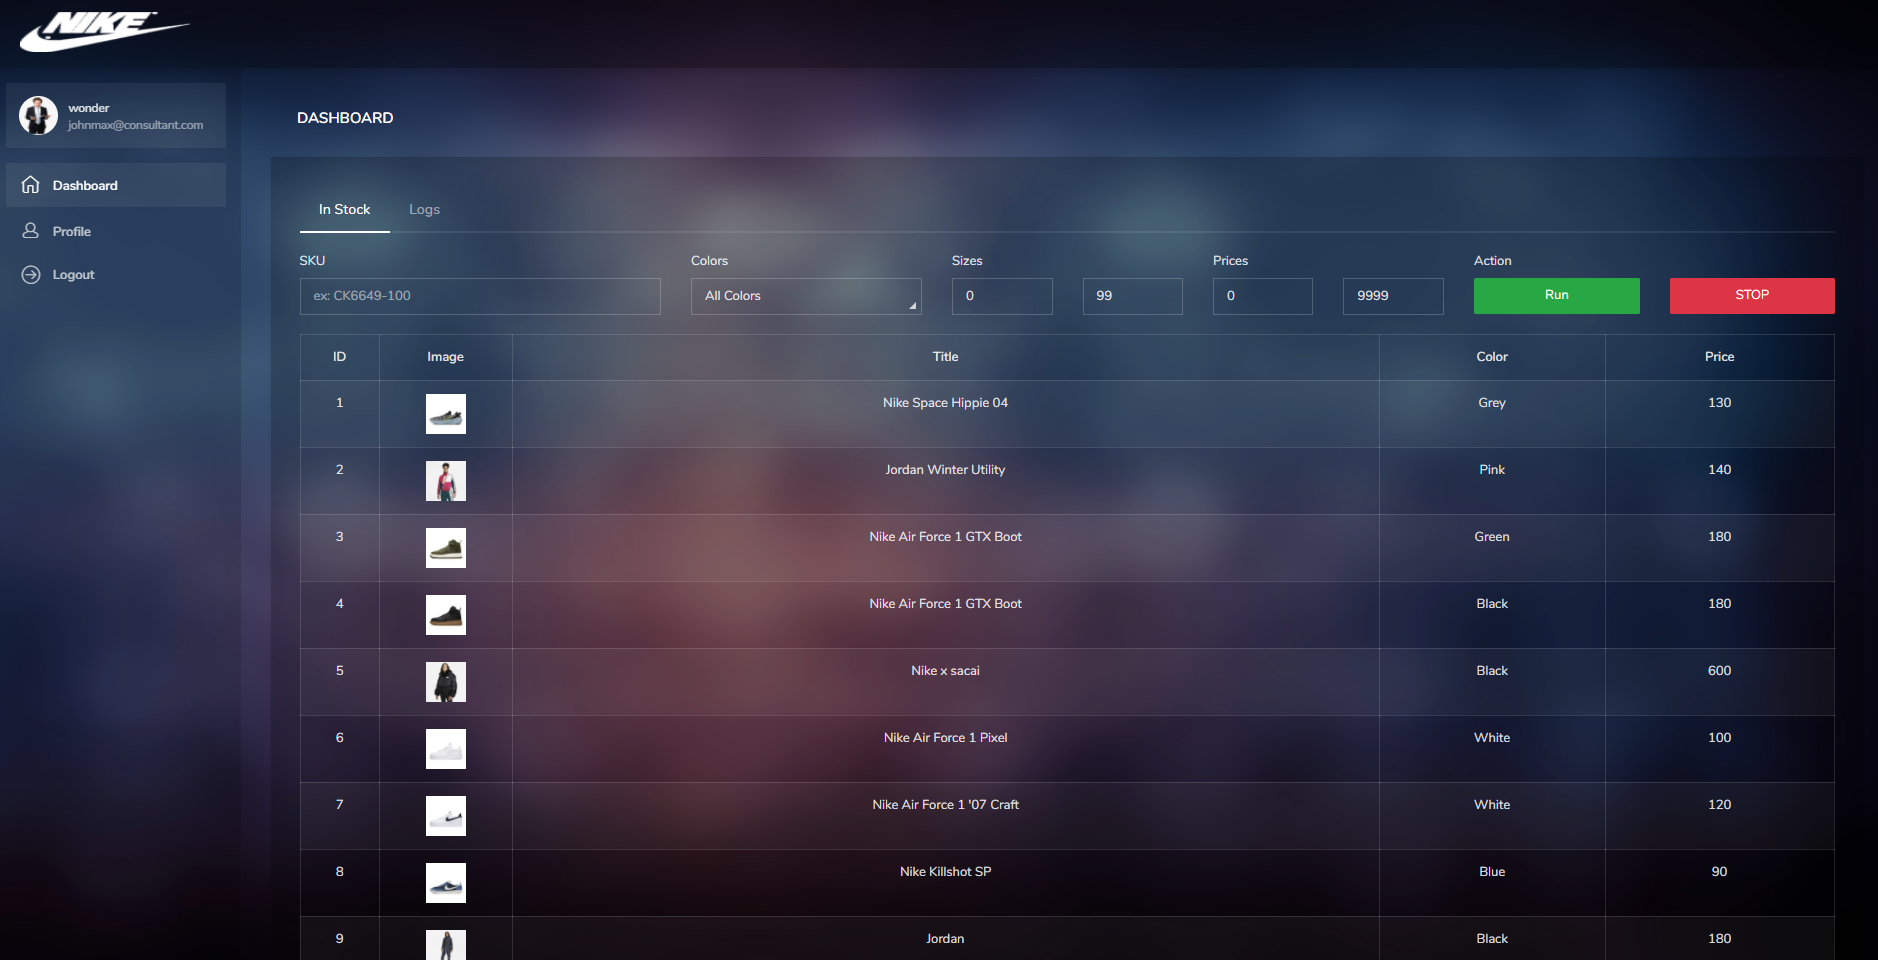 NIKE
wonder
johnmax@consultant.com
Dashboard
Profile
Logout
DASHBOARD
In Stock Logs
SKU Colors Sizes Prices Action
ex: CK6649-100 All Colors 0 99 0 9999 Run STOP
ID Image Title Color Price
1 Nike Space Hippie 04 Grey 130
2 Jordan Winter Utility Pink 140
3 Nike Air Force 1 GTX Boot Green 180
4 Nike Air Force 1 GTX Boot Black 180
5 Nike x sacai Black 600
6 Nike Air Force 1 Pixel White 100
7 Nike Air Force 1 '07 Craft White 120
8 Nike Killshot SP Blue 90
9 Jordan Black 180